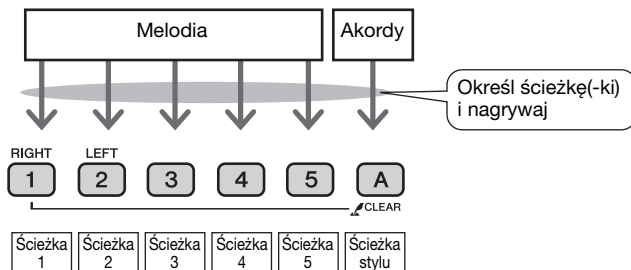 Melodia Akordy
Określ ścieżkę(-ki)
i nagrywaj
RIGHT LEFT
1 2 3 4 5 A
CLEAR
Ścieżka Ścieżka Ścieżka Ścieżka Ścieżka Ścieżka
1 2 3 4 5 stylu